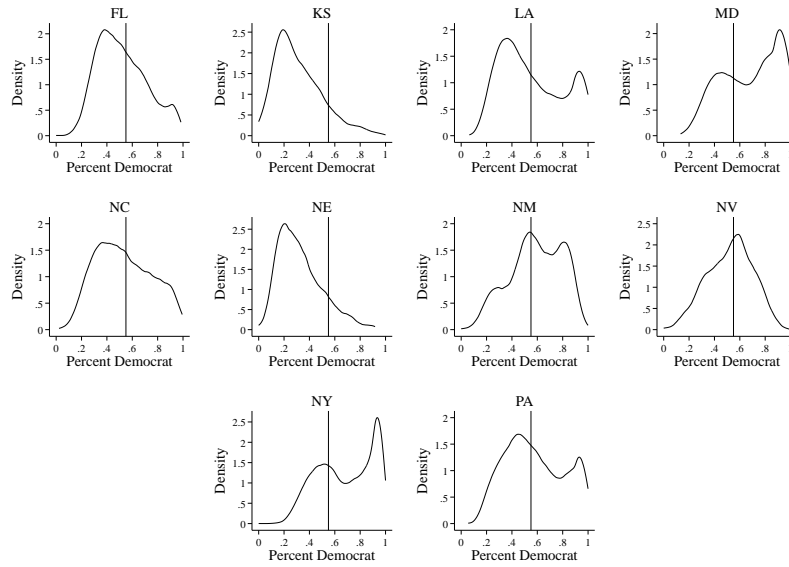 FL KS LA MD
Density
0 .5 1 1.5 2
0 .2 .4 .6 .8 1
Percent Democrat
Density
0 .5 1 1.5 2 2.5
0 .2 .4 .6 .8 1
Percent Democrat
Density
0 .5 1 1.5 2
0 .2 .4 .6 .8 1
Percent Democrat
Density
0 .5 1 1.5 2
0 .2 .4 .6 .8
Percent Democrat
NC NE NM NV
Density
0 .5 1 1.5 2
0 .2 .4 .6 .8 1
Percent Democrat
Density
0 .5 1 1.5 2 2.5
0 .2 .4 .6 .8 1
Percent Democrat
Density
0 .5 1 1.5 2
0 .2 .4 .6 .8 1
Percent Democrat
Density
0 .5 1 1.5 2 2.5
0 .2 .4 .6 .8 1
Percent Democrat
NY PA
Density
0 .5 1 1.5 2 2.5
0 .2 .4 .6 .8 1
Percent Democrat
Density
0 .5 1 1.5 2
0 .2 .4 .6 .8 1
Percent Democrat